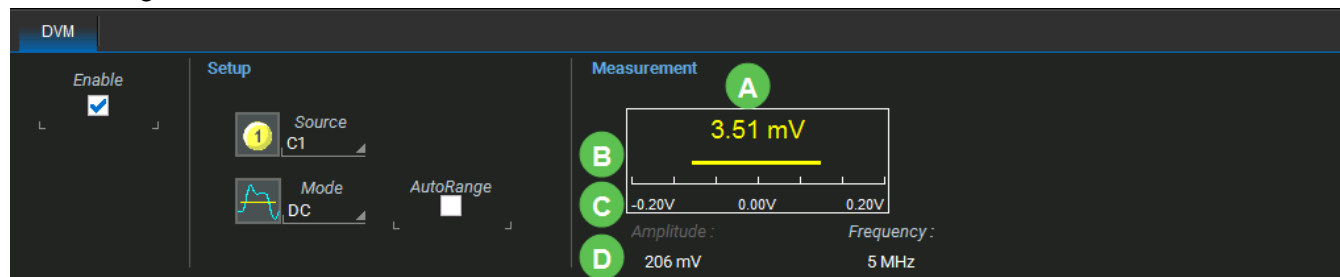 DVM
Enable
Setup
1
Source
C1
Mode
DC
AutoRange
Measurement
A
3.51 mV
B
C
-0.20V 0.00V 0.20V
Amplitude : Frequency :
D
206 mV 5 MHz